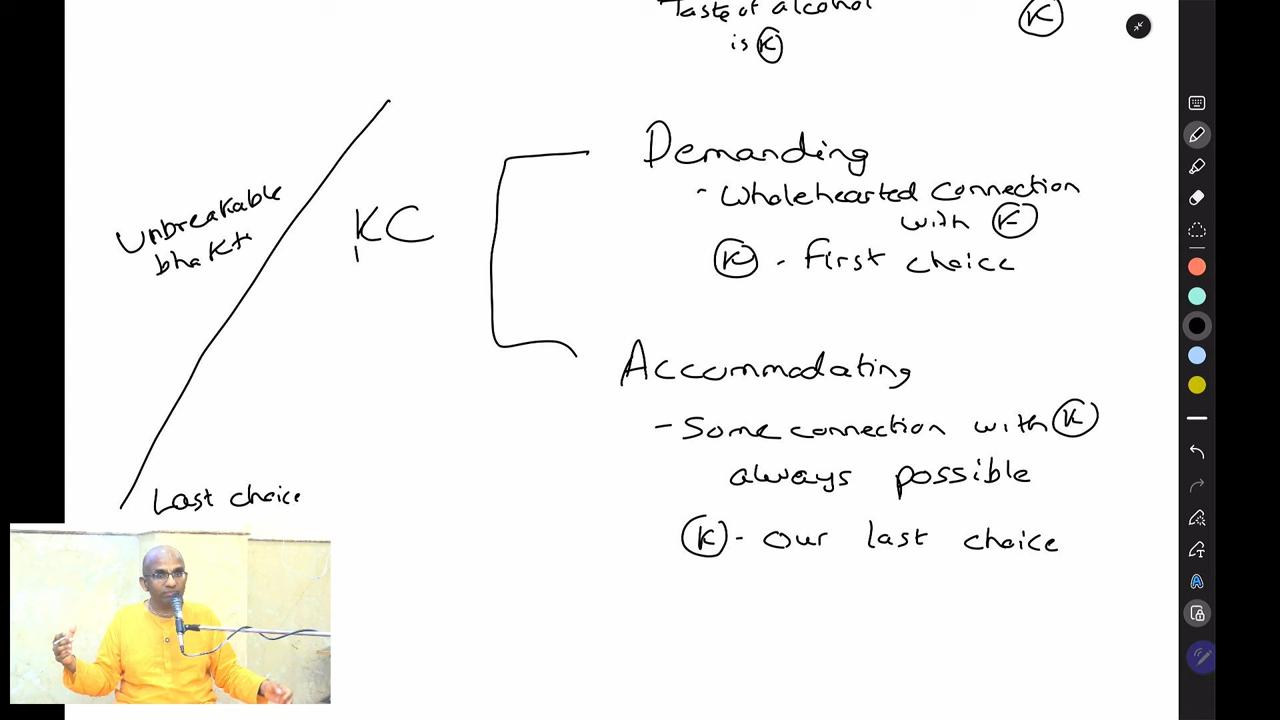 Taste of alcohol
is K
K
Demanding
- Wholehearted connection
with K
K - First choice
Unbreakable
bhakti
KC
Accommodating
- Some connection with K
always possible
K - our last choice
Last choice